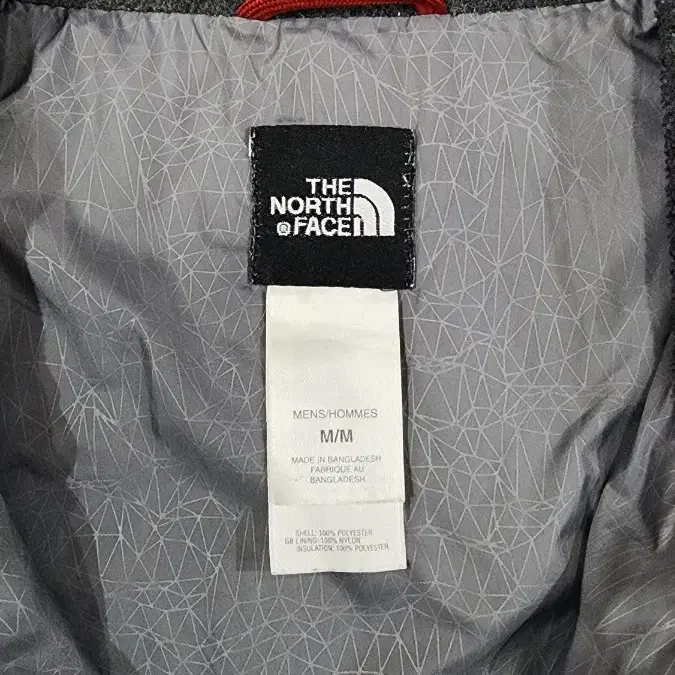 THE
NORTH
® FACE
MENS/HOMMES
M/M
MADE IN BANGLADESH
FABRIQUE AU
BANGLADESH
SHELL: 100% POLYESTER
LINING: 100% NYLON
INSULATION: 100% POLYESTER